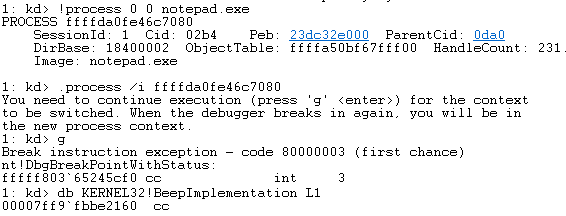 1: kd> !process 0 0 notepad.exe
PROCESS ffffda0fe46c7080
SessionId: 1  Cid: 02b4    Peb: 23dc32e000  ParentCid: 0da0
DirBase: 18400002  ObjectTable: ffffa50bf67fff00  HandleCount: 231.
Image: notepad.exe
1: kd> .process /i ffffda0fe46c7080
You need to continue execution (press 'g' <enter>) for the context
to be switched. When the debugger breaks in again, you will be in
the new process context.
1: kd> g
Break instruction exception - code 80000003 (first chance)
nt!DbgBreakPointWithStatus:
fffff803`65245cf0 cc              int     3
1: kd> db KERNEL32!BeepImplementation L1
00007ff9`fbbe2160  cc